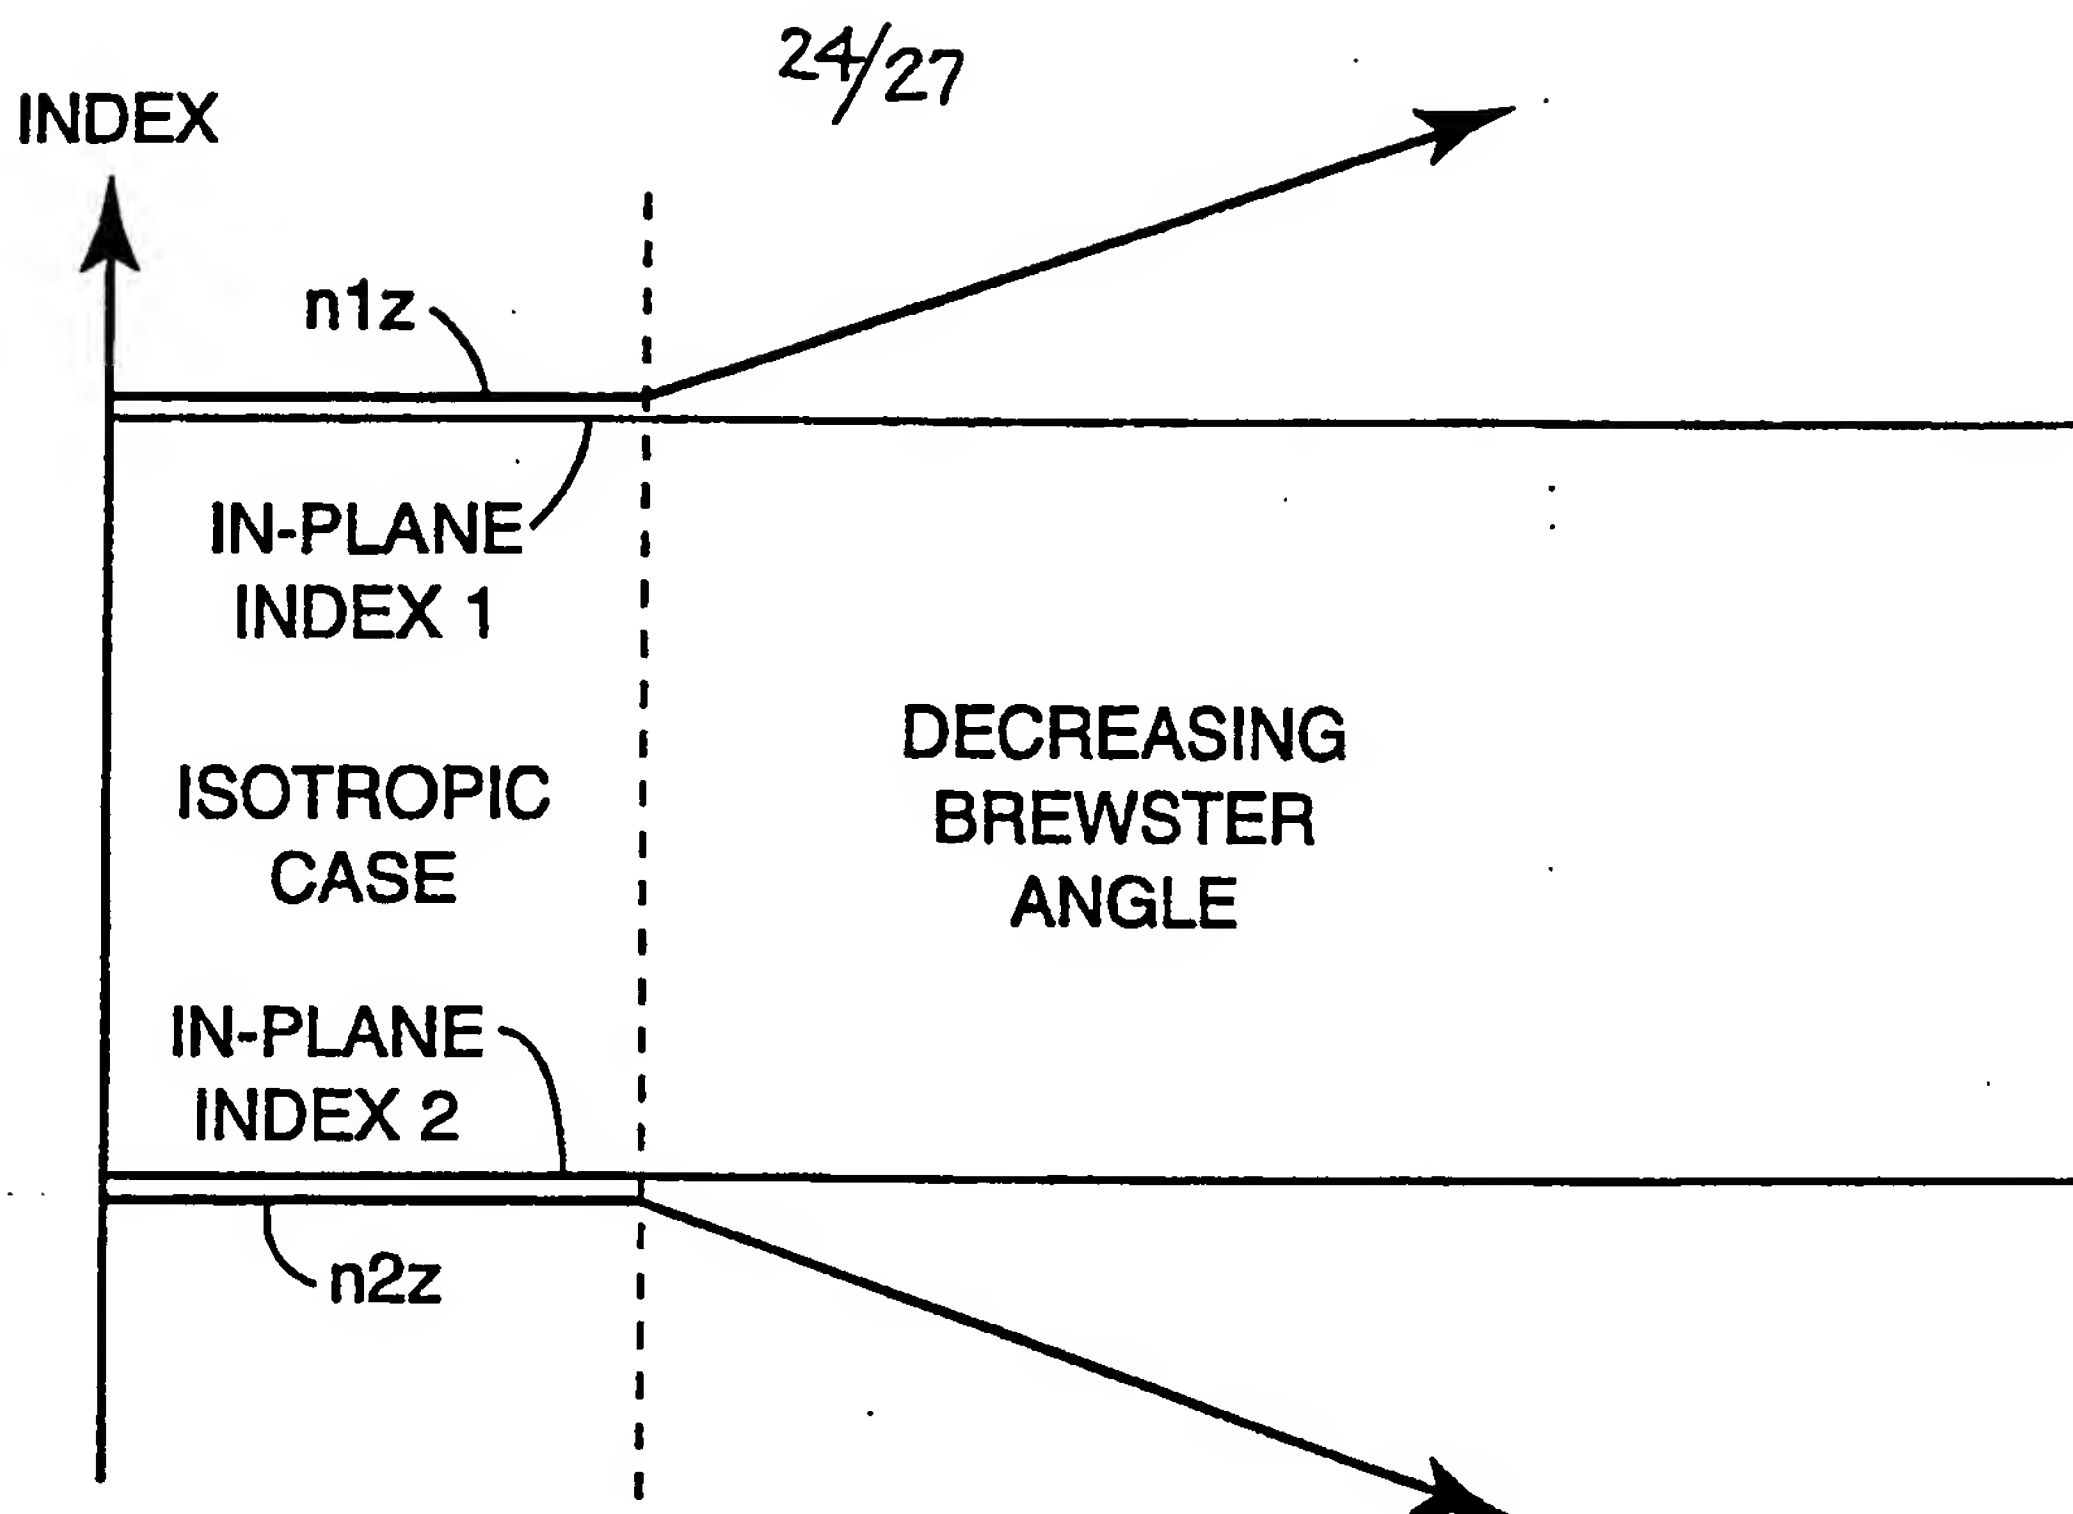 24/27
INDEX
n1z
IN-PLANE
INDEX 1
DECREASING
BREWSTER
ANGLE
ISOTROPIC
CASE
IN-PLANE
INDEX 2
n2z